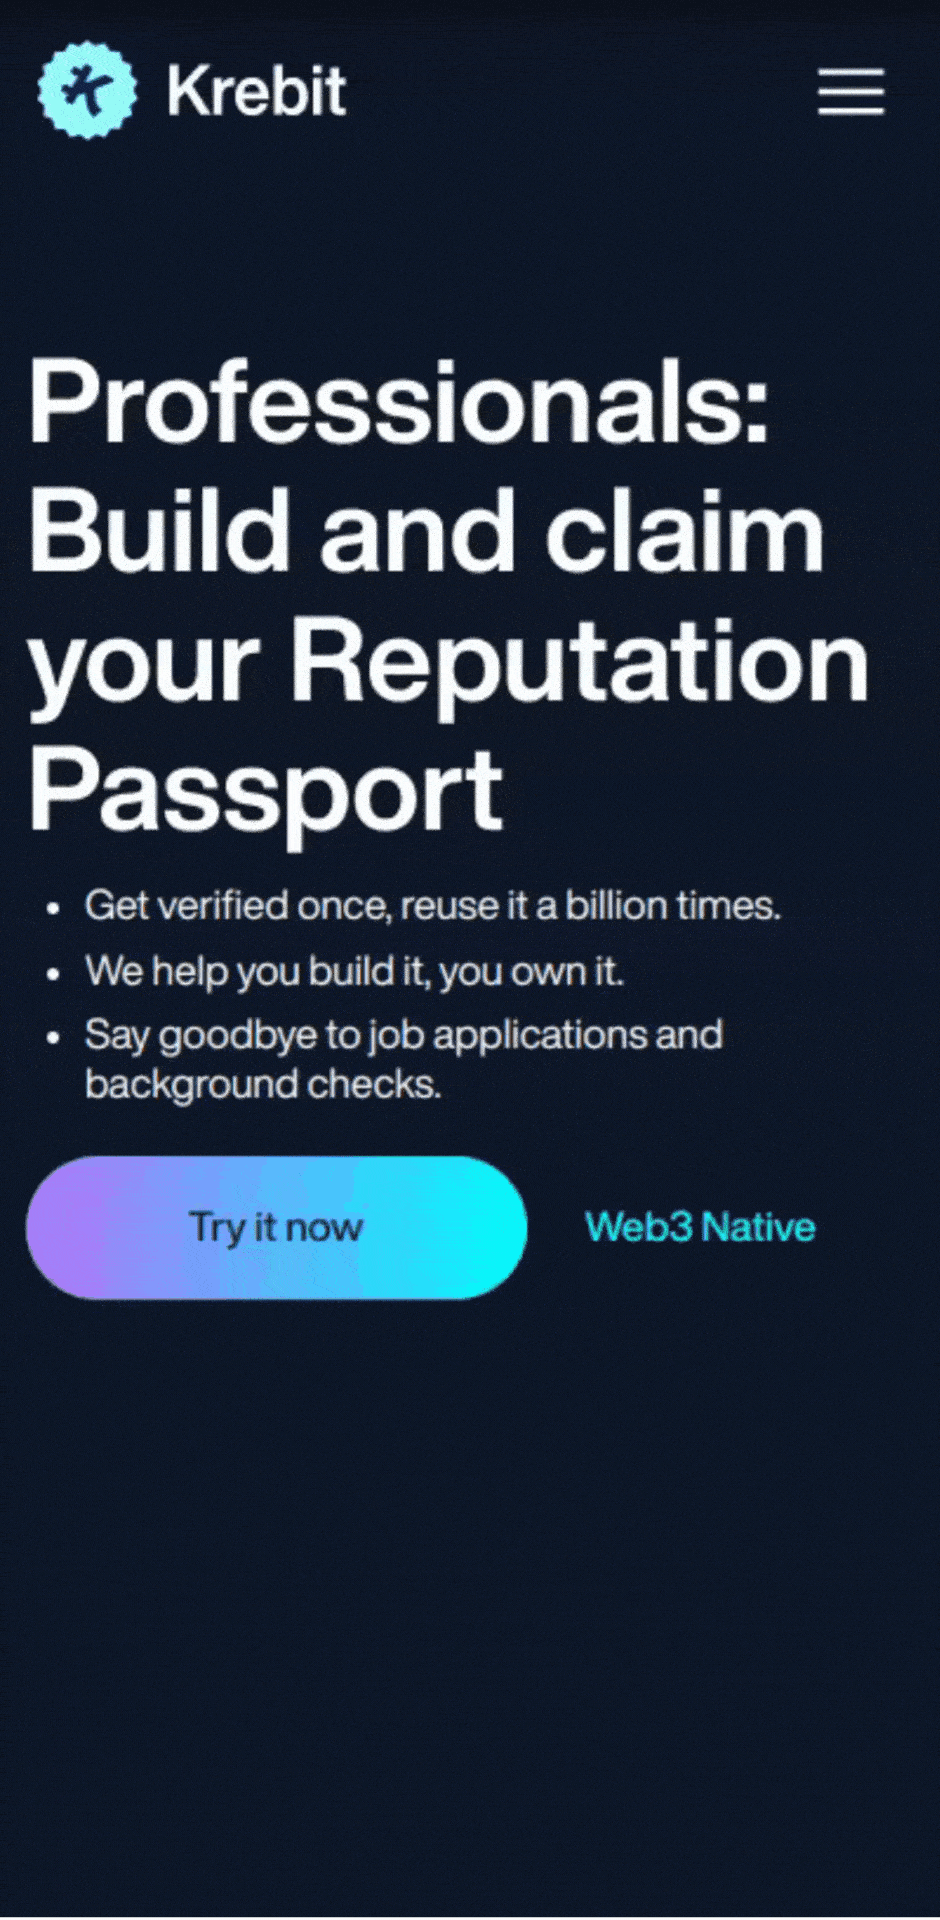 Krebit
Professionals:
Build and claim
your Reputation
Passport
• Get verified once, reuse it a billion times.
• We help you build it, you own it.
• Say goodbye to job applications and
background checks.
Try it now
Web3 Native